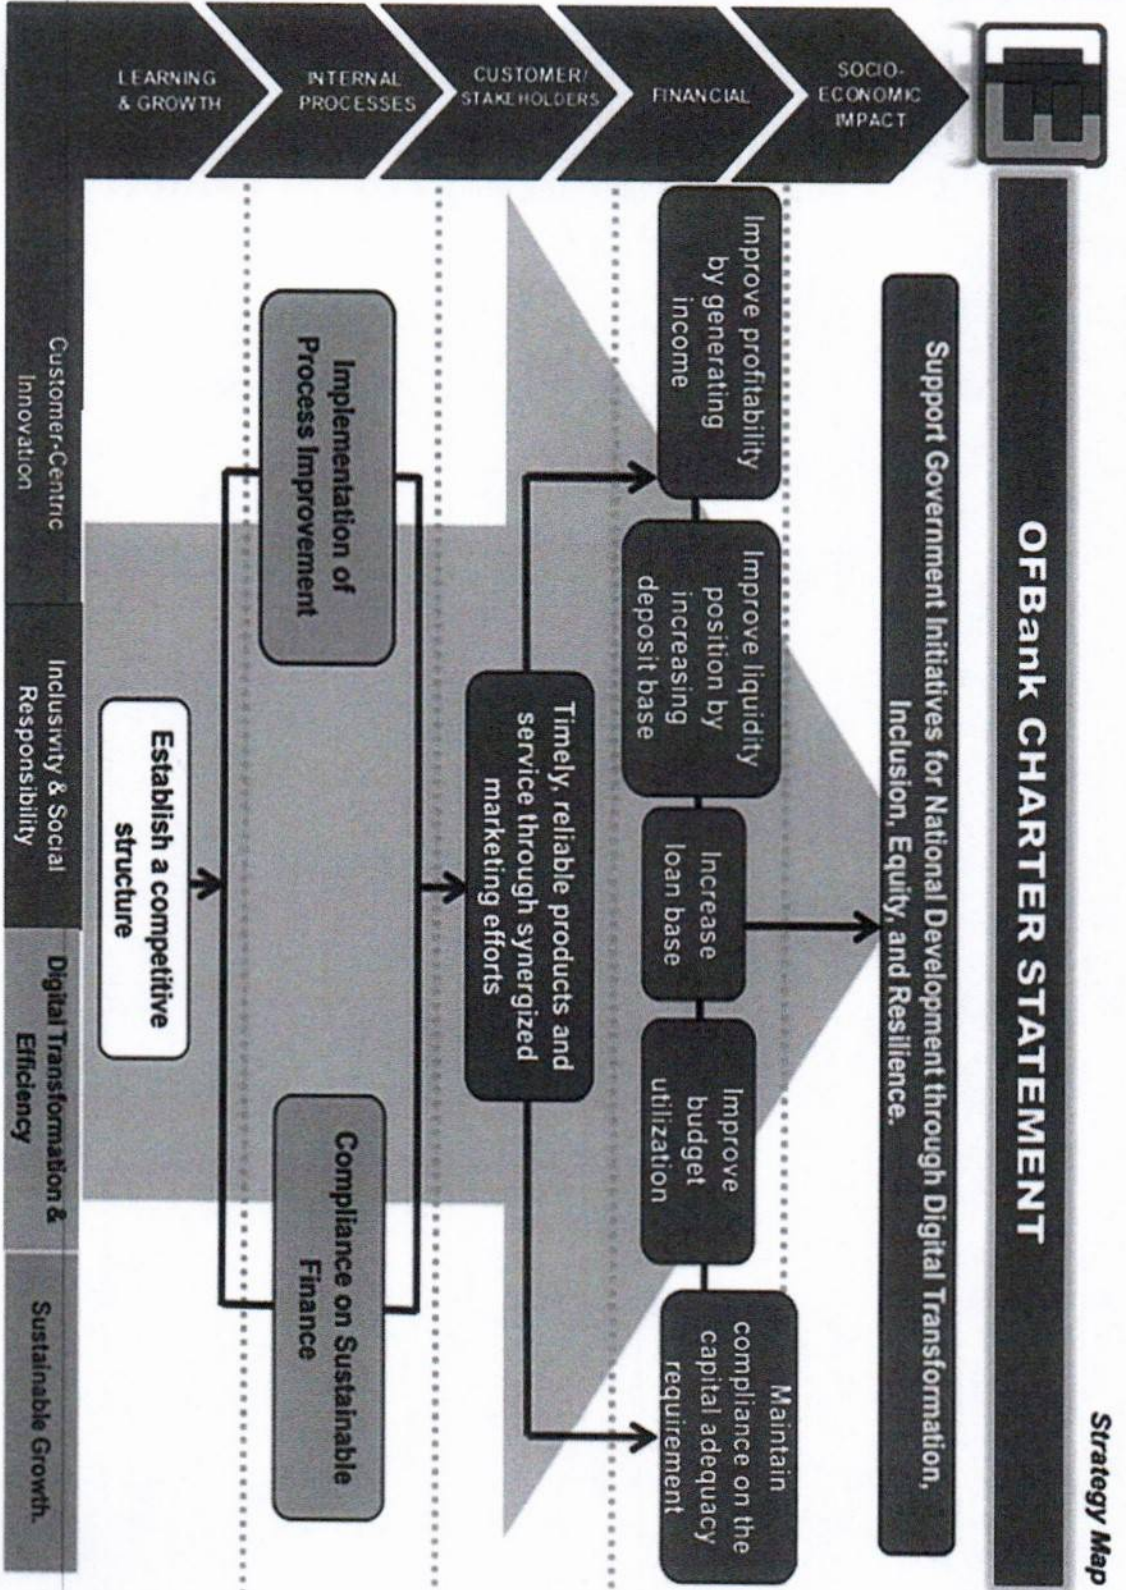 Strategy Map
OFBank CHARTER STATEMENT
SOCIO-
ECONOMIC
IMPACT
Support Government Initiatives for National Development through Digital Transformation,
Inclusion, Equity, and Resilience.
FINANCIAL
Improve profitability
by generating
income
Improve liquidity
position by
increasing
deposit base
Increase
loan base
Improve
budget
utilization
Maintain
compliance on the
capital adequacy
requirement
CUSTOMER/
STAKEHOLDERS
Timely, reliable products and
service through synergized
marketing efforts
INTERNAL
PROCESSES
Implementation of
Process Improvement
Compliance on Sustainable
Finance
LEARNING
& GROWTH
Establish a competitive
structure
Customer-Centric
Innovation
Inclusivity & Social
Responsibility
Digital Transformation &
Efficiency
Sustainable Growth.